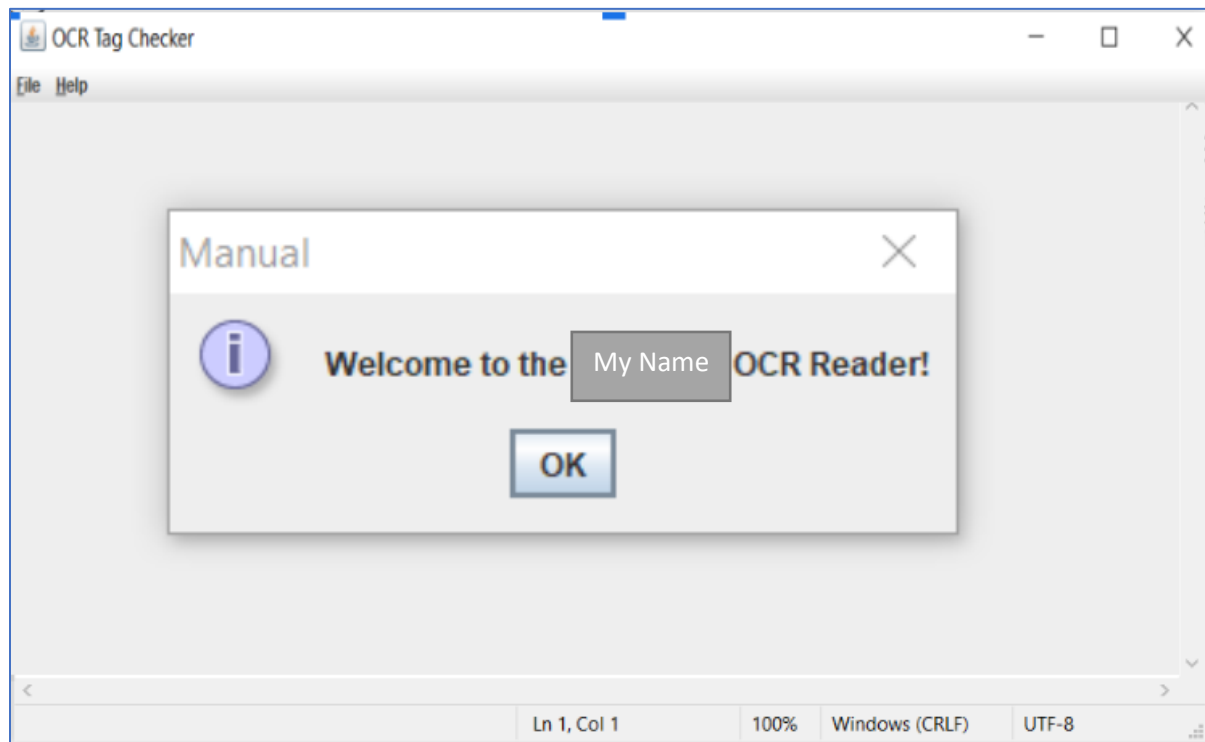 OCR Tag Checker
File Help
Manual
Welcome to the My Name OCR Reader!
OK
Ln 1, Col 1 100% Windows (CRLF) UTF-8